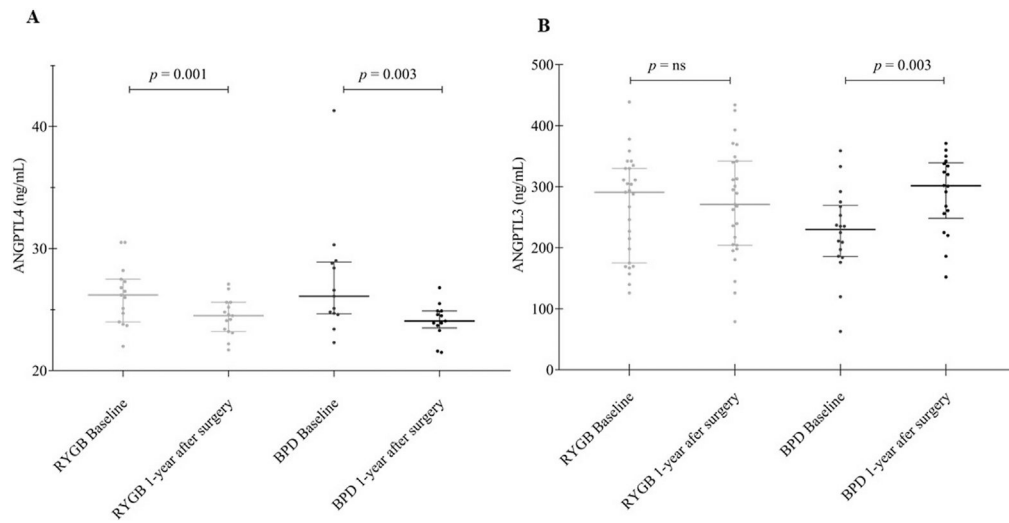 A
p = 0.001
p = 0.003
ANGPTL4 (ng/mL)
40
30
20
RYGB Baseline
RYGB 1-year after surgery
BPD Baseline
BPD 1-year after surgery
B
p = ns
p = 0.003
ANGPTL3 (ng/mL)
500
400
300
200
100
0
RYGB Baseline
RYGB 1-year afer surgery
BPD Baseline
BPD 1-year afer surgery